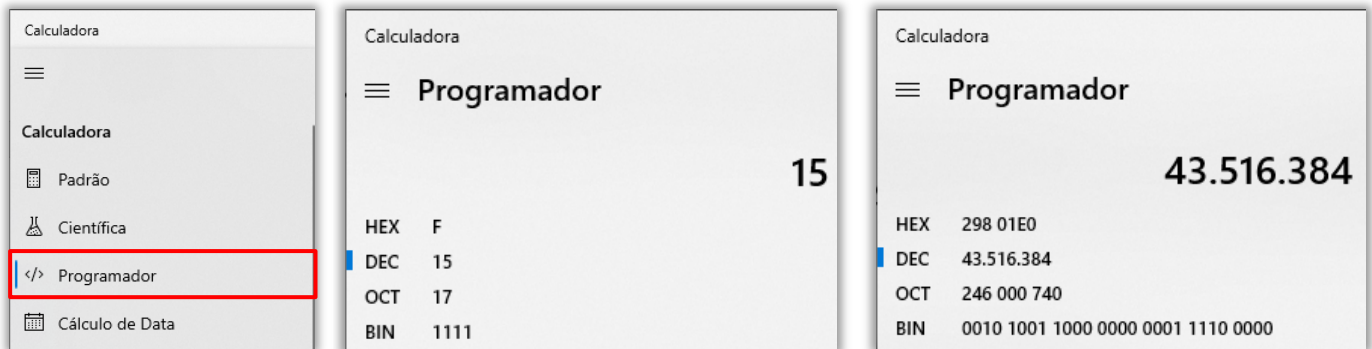 Calculadora
Calculadora
Padrão
Científica
Programador
Cálculo de Data
Calculadora
Programador
15
HEX F
DEC 15
OCT 17
BIN 1111
Calculadora
Programador
43.516.384
HEX 298 01E0
DEC 43.516.384
OCT 246 000 740
BIN 0010 1001 1000 0000 0001 1110 0000